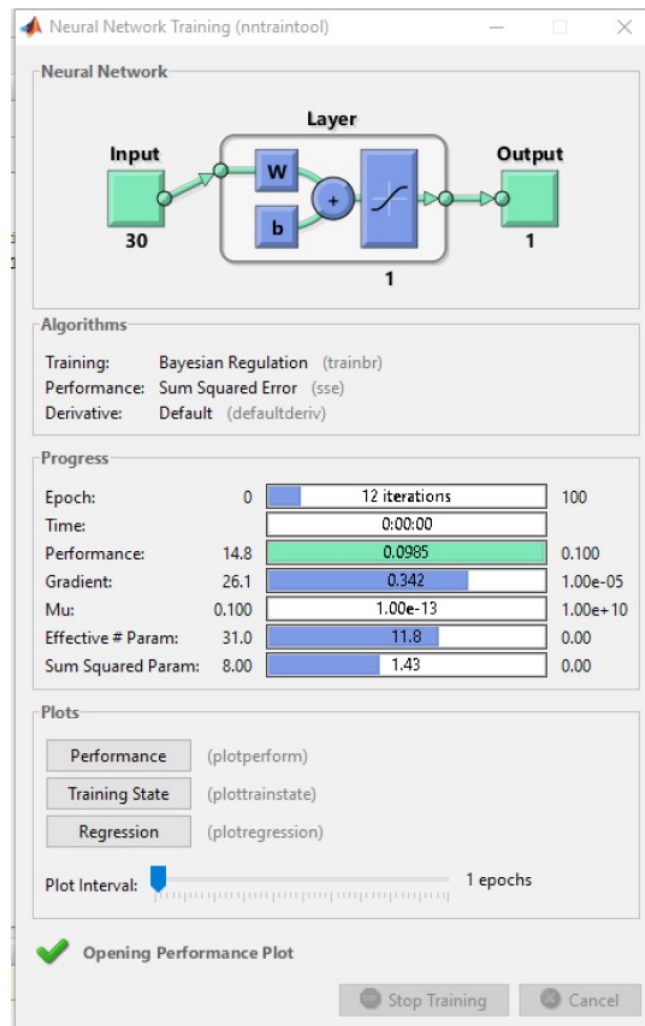 Neural Network Training (nntraintool)
Neural Network
Layer
Input
Output
W
b
+
30
1
1
Algorithms
Training: Bayesian Regulation (trainbr)
Performance: Sum Squared Error (sse)
Derivative: Default (defaultderiv)
Progress
Epoch: 0 12 iterations 100
Time: 0:00:00
Performance: 14.8 0.0985 0.100
Gradient: 26.1 0.342 1.00e-05
Mu: 0.100 1.00e-13 1.00e+10
Effective # Param: 31.0 11.8 0.00
Sum Squared Param: 8.00 1.43 0.00
Plots
Performance (plotperform)
Training State (plottrainstate)
Regression (plotregression)
Plot Interval: 1 epochs
Opening Performance Plot
Stop Training Cancel